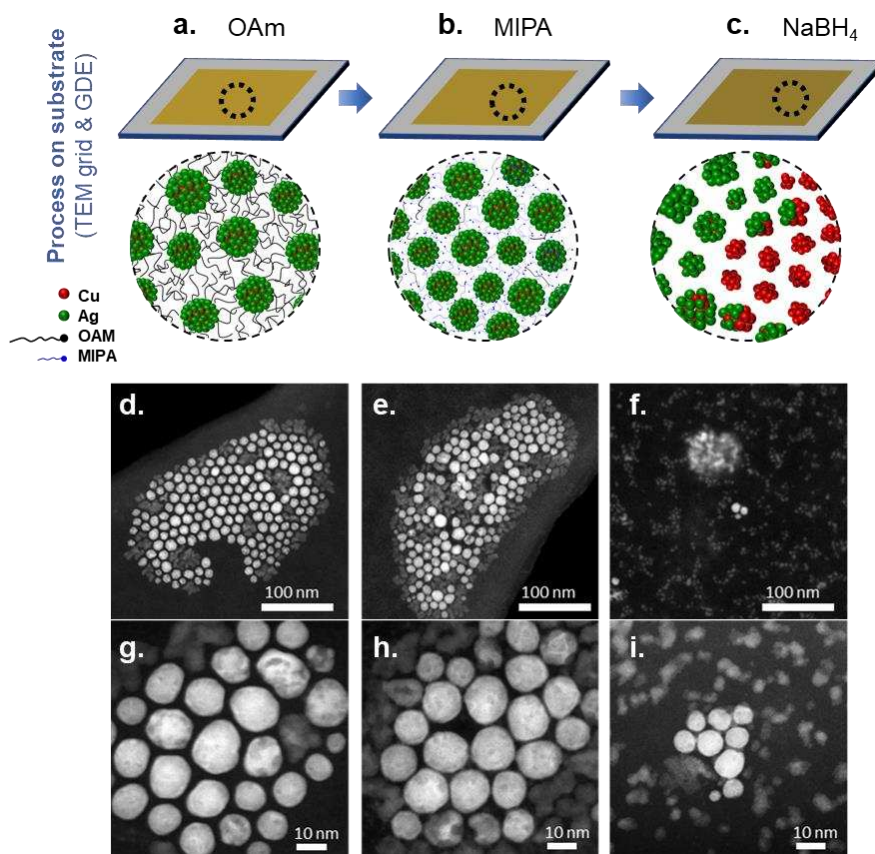 a. OAm
b. MIPA
c. NaBH₄
Process on substrate
(TEM grid & GDE)
Cu
Ag
OAM
MIPA
d.
100 nm
e.
100 nm
f.
100 nm
g.
10 nm
h.
10 nm
i.
10 nm